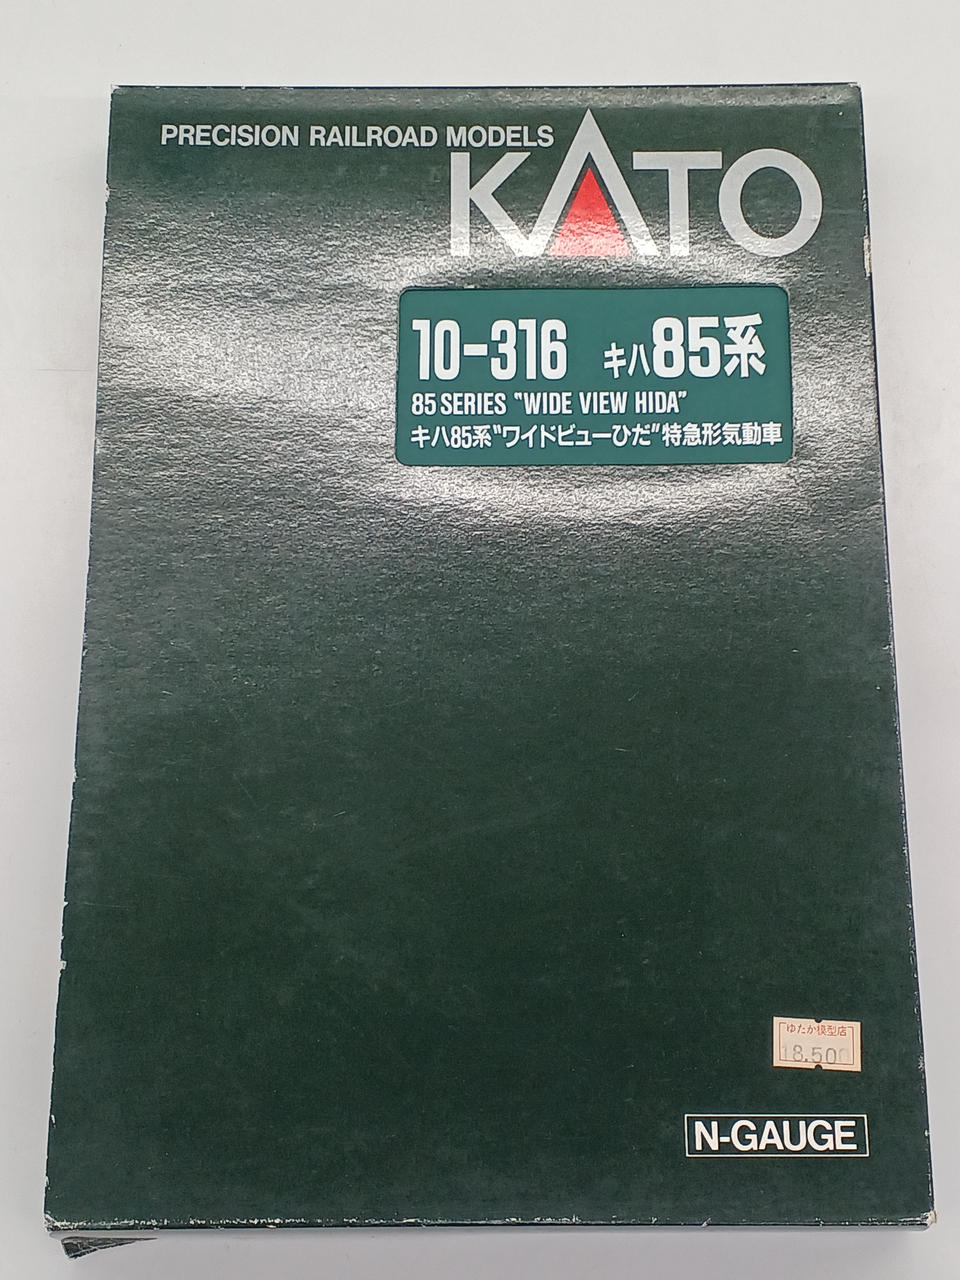 PRECISION RAILROAD MODELS
KATO
10-316 キハ85系
85 SERIES "WIDE VIEW HIDA"
キハ85系"ワイドビューひだ"特急形気動車
ゆたか模型店
18.500
N-GAUGE